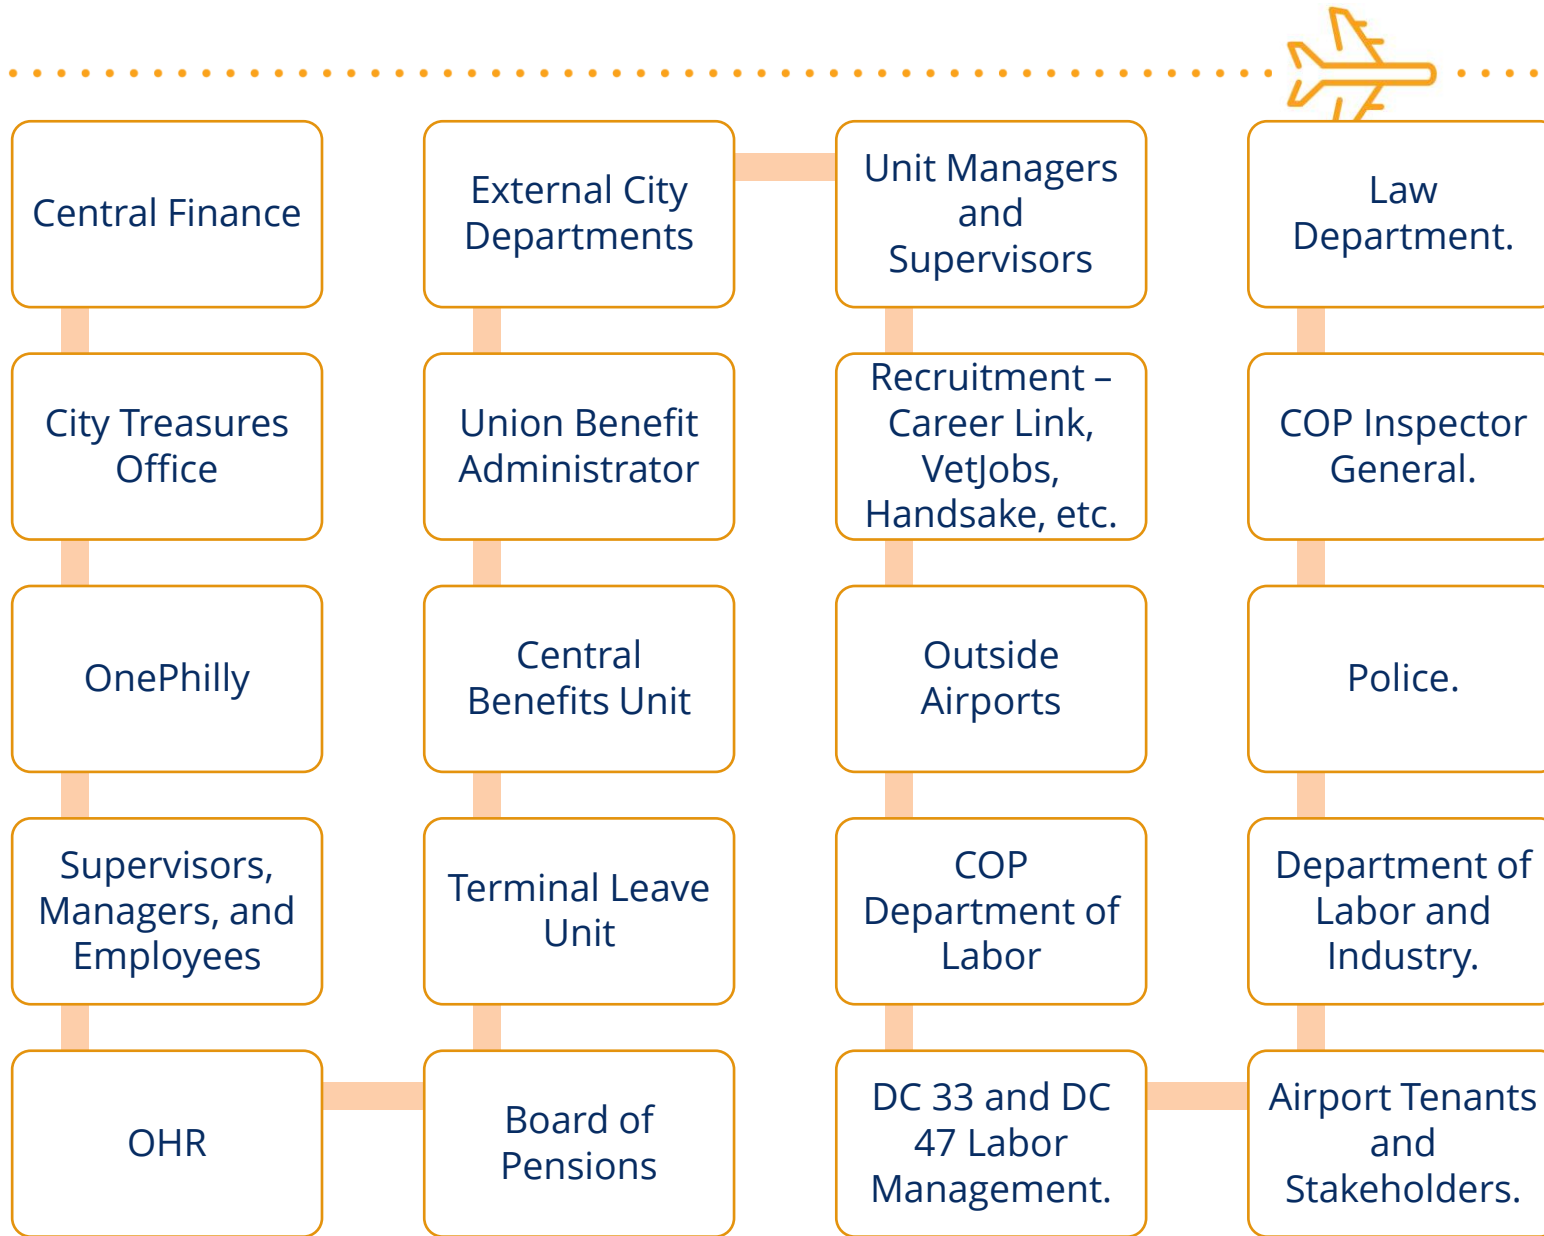 Central Finance
City Treasures
Office
OnePhilly
Supervisors,
Managers, and
Employees
OHR
Board of
Pensions
Terminal Leave
Unit
Central
Benefits Unit
Union Benefit
Administrator
External City
Departments
Unit Managers
and
Supervisors
Recruitment –
Career Link,
VetJobs,
Handsake, etc.
Outside
Airports
COP
Department of
Labor
DC 33 and DC
47 Labor
Management.
Airport Tenants
and
Stakeholders.
Department of
Labor and
Industry.
Police.
COP Inspector
General.
Law
Department.